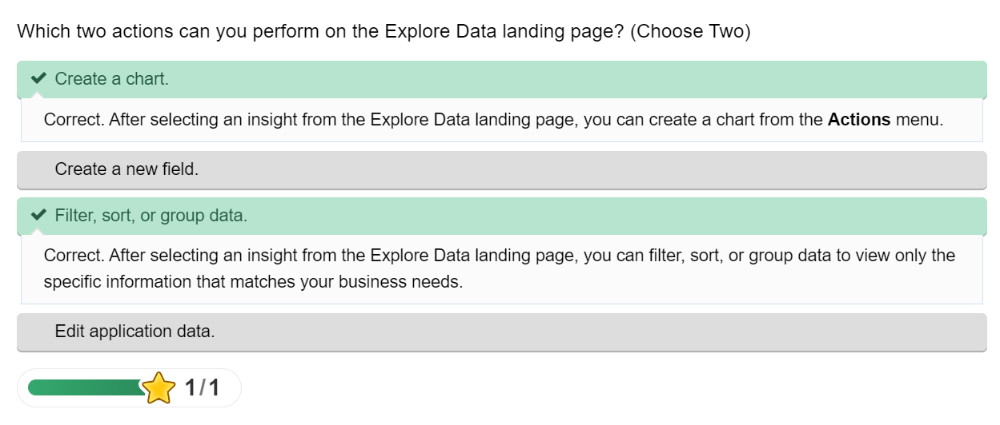 Which two actions can you perform on the Explore Data landing page? (Choose Two)
Create a chart.
Correct. After selecting an insight from the Explore Data landing page, you can create a chart from the Actions menu.
Create a new field.
Filter, sort, or group data.
Correct. After selecting an insight from the Explore Data landing page, you can filter, sort, or group data to view only the
specific information that matches your business needs.
Edit application data.
1/1